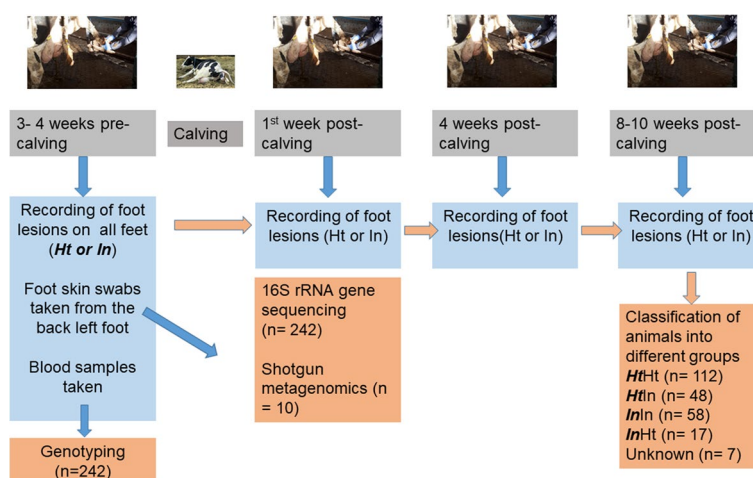 3- 4 weeks pre-
calving
Calving
1st week post-
calving
4 weeks post-
calving
8-10 weeks post-
calving
Recording of foot
lesions on all feet
(Ht or In)
Foot skin swabs
taken from the
back left foot
Blood samples
taken
Genotyping
(n=242)
Recording of foot
lesions (Ht or In)
16S rRNA gene
sequencing
(n= 242)
Shotgun
metagenomics (n
= 10)
Recording of foot
lesions(Ht or In)
Recording of foot
lesions (Ht or In)
Classification of
animals into
different groups
HtHt (n= 112)
HtIn (n= 48)
InIn (n= 58)
InHt (n= 17)
Unknown (n= 7)